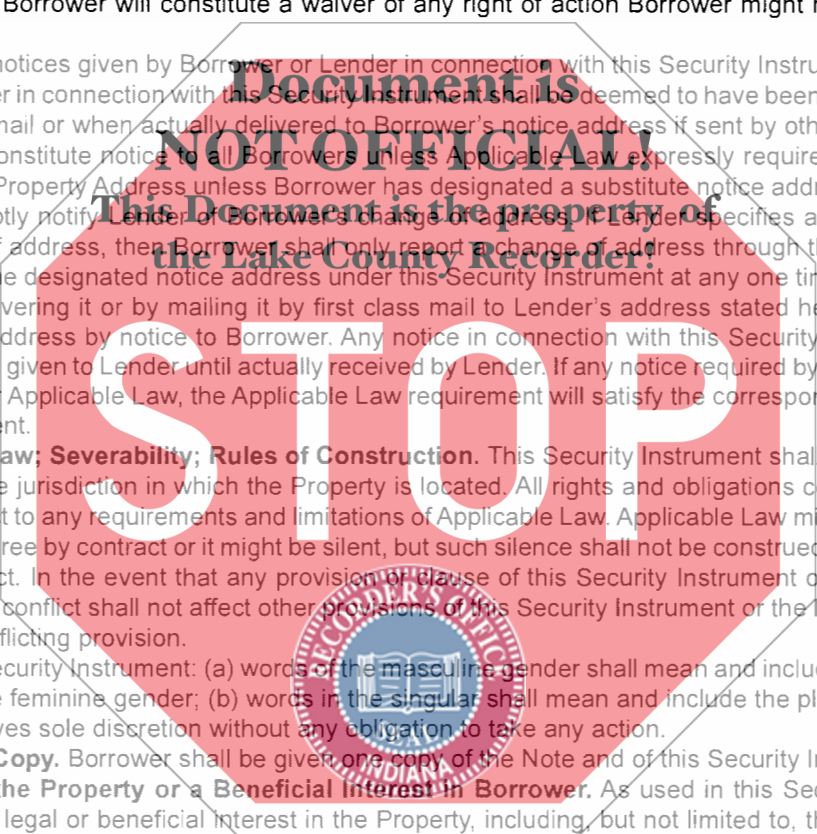 Borrower will constitute a waiver of any right of action Borrower might
notices given by Borrower or Lender in connection with this Security Instru
Document is
er in connection with this Security Instrument shall be deemed to have been
mail or when actually delivered to Borrower's notice address if sent by oth
NOT OFFICIAL!
onstitute notice to all Borrowers unless Applicable Law expressly require
Property Address unless Borrower has designated a substitute notice addr
This Document is the property of
ptly notify Lender of Borrower's change of address. If Lender specifies a
f address, then Borrower shall only report a change of address through t
the Lake County Recorder!
e designated notice address under this Security Instrument at any one tim
vering it or by mailing it by first class mail to Lender's address stated he
ddress by notice to Borrower. Any notice in connection with this Security
given to Lender until actually received by Lender. If any notice required by
Applicable Law, the Applicable Law requirement will satisfy the correspon
ent.
STOP
aw; Severability; Rules of Construction. This Security Instrument shal
e jurisdiction in which the Property is located. All rights and obligations c
t to any requirements and limitations of Applicable Law. Applicable Law mi
ree by contract or it might be silent, but such silence shall not be construed
ct. In the event that any provision or clause of this Security Instrument o
conflict shall not affect other provisions of this Security Instrument or the
flicting provision.
RECORDER'S OFFICE
ecurity Instrument: (a) words of the masculine gender shall mean and includ
e feminine gender; (b) words in the singular shall mean and include the pl
ves sole discretion without any obligation to take any action.
SEAL
Copy. Borrower shall be given one copy of the Note and of this Security I
INDIANA
he Property or a Beneficial Interest in Borrower. As used in this Sec
legal or beneficial interest in the Property, including, but not limited to, th